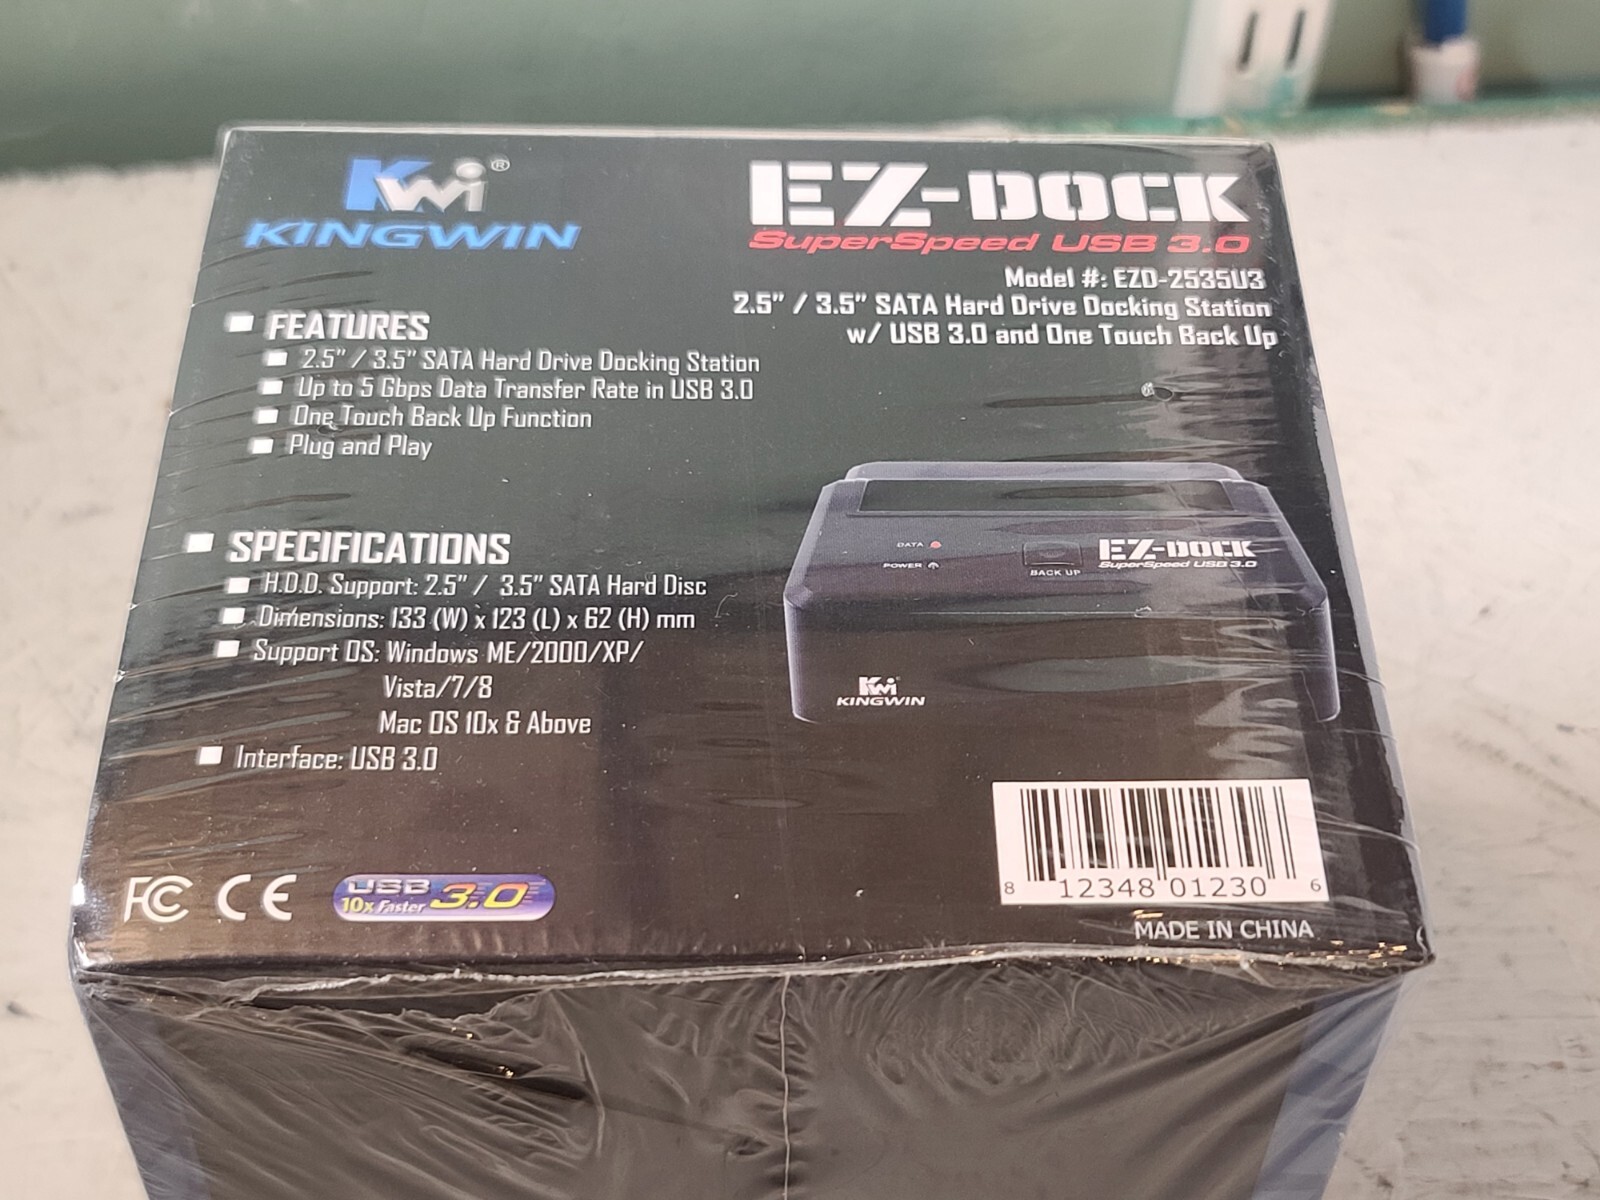 Kwi®
KINGWIN
EZ-DOCK
SuperSpeed USB 3.0
Model #: EZD-2535U3
2.5" / 3.5" SATA Hard Drive Docking Station
w/ USB 3.0 and One Touch Back Up
FEATURES
2.5" / 3.5" SATA Hard Drive Docking Station
Up to 5 Gbps Data Transfer Rate in USB 3.0
One Touch Back Up Function
Plug and Play
SPECIFICATIONS
H.D.D. Support: 2.5" / 3.5" SATA Hard Disc
Dimensions: 133 (W) x 123 (L) x 62 (H) mm
Support OS: Windows ME/2000/XP/
Vista/7/8
Mac OS 10x & Above
Interface: USB 3.0
DATA
POWER
BACK UP
EZ-DOCK
SuperSpeed USB 3.0
Kwi
KINGWIN
FC CE
USB 3.0
10x Faster
8 12348 01230 6
MADE IN CHINA